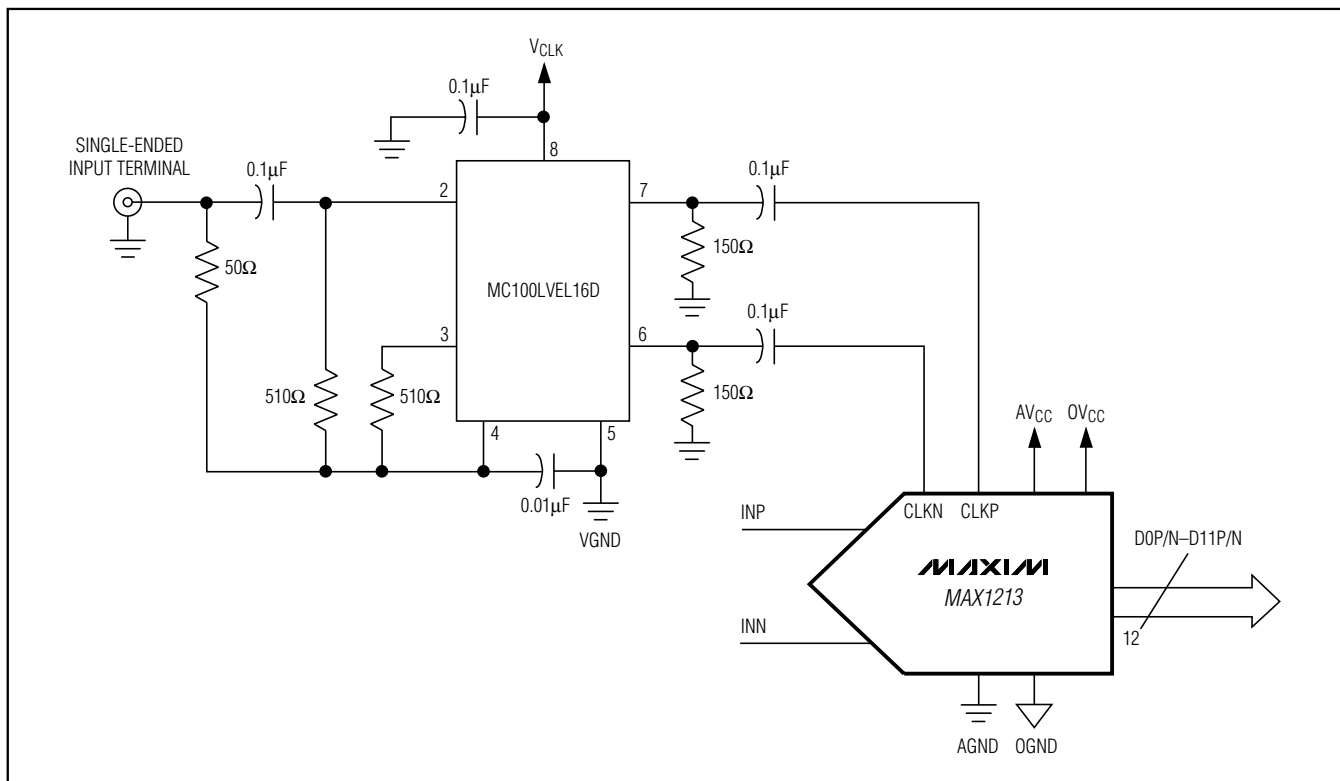 VCLK
0.1µF
8
SINGLE-ENDED
INPUT TERMINAL
0.1µF
2
7
0.1µF
50Ω
150Ω
MC100LVEL16D
3
6
0.1µF
510Ω
510Ω
150Ω
4
5
0.01µF
VGND
AVCC
OVCC
INP
CLKN
CLKP
D0P/N–D11P/N
MAXIM
MAX1213
INN
12
AGND
OGND